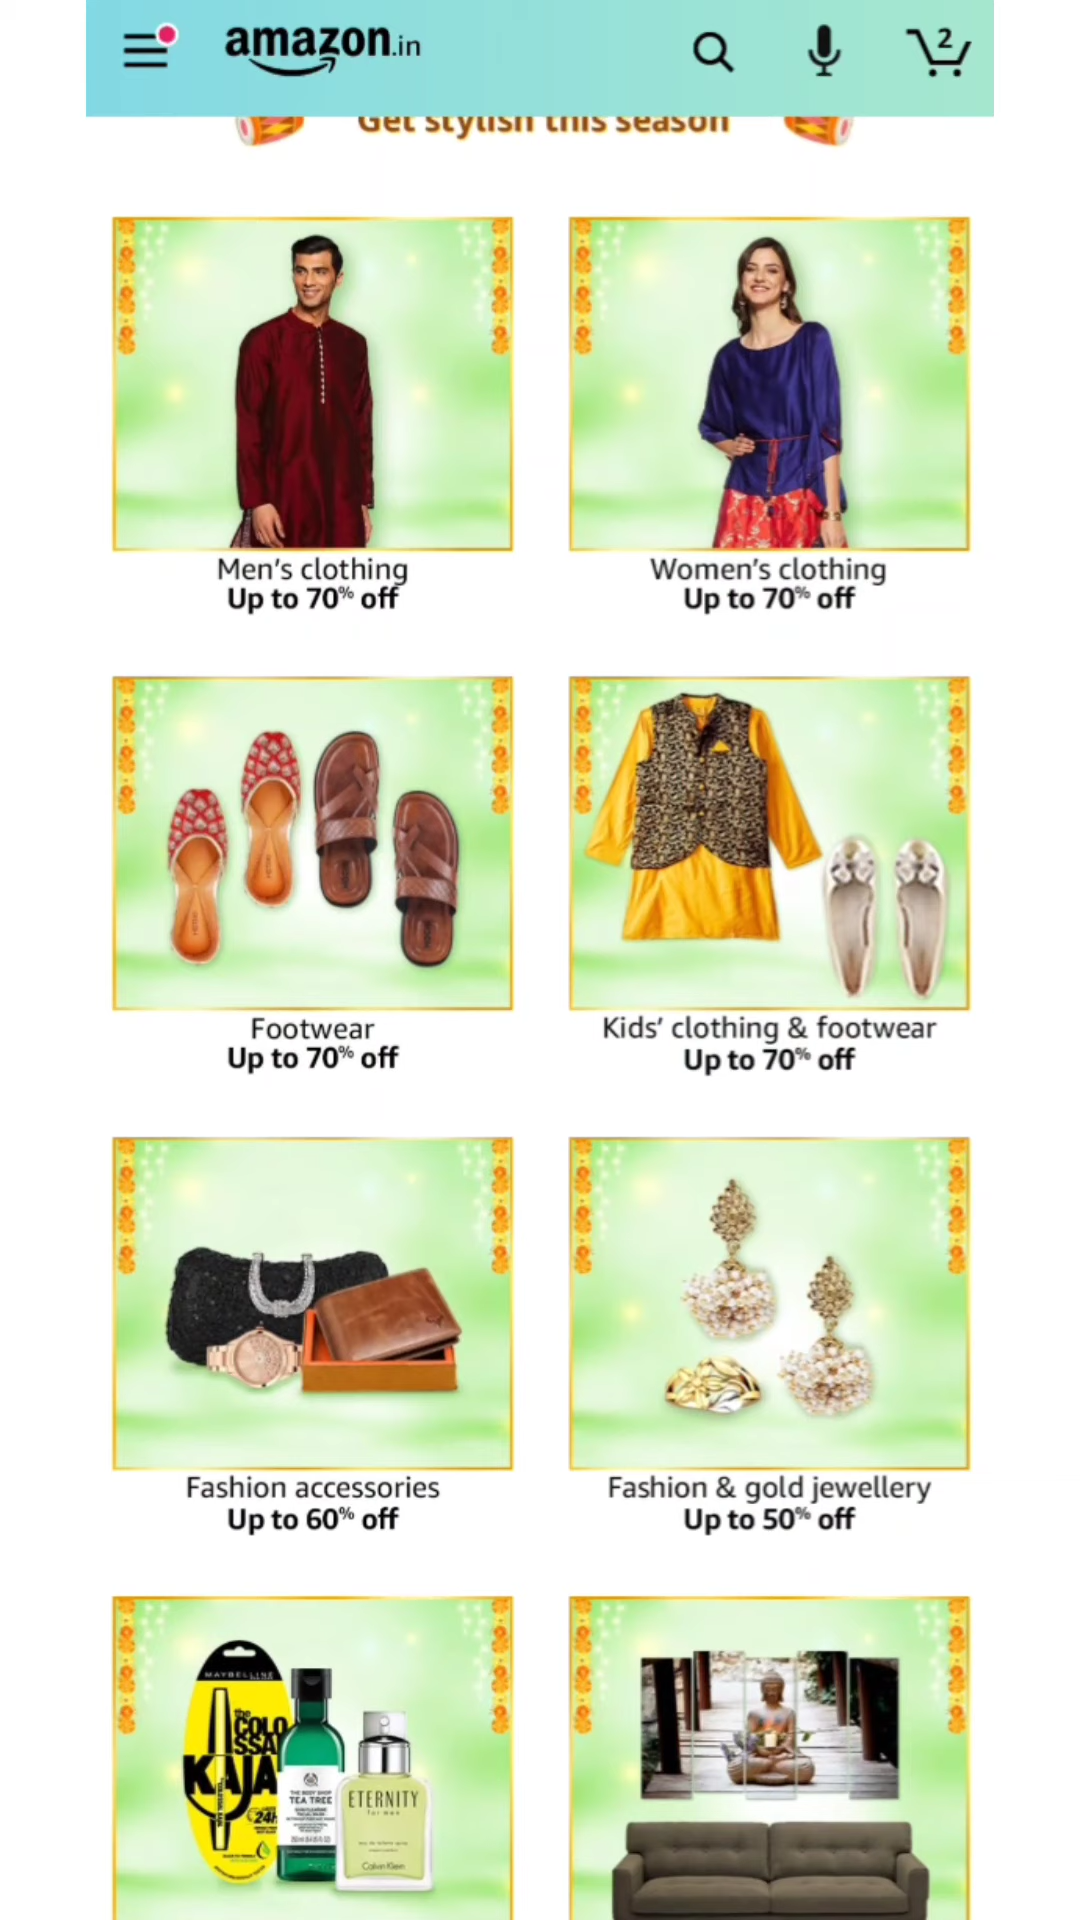 amazon.in
2
Get stylish this season
Men's clothing
Up to 70% off
Women's clothing
Up to 70% off
Footwear
Up to 70% off
Kids' clothing & footwear
Up to 70% off
Fashion accessories
Up to 60% off
Fashion & gold jewellery
Up to 50% off
MAYBELLINE
the
COLO
SSAL
KAJA
24H
THE BODY SHOP
TEA TREE
ETERNITY
for men
Calvin Klein